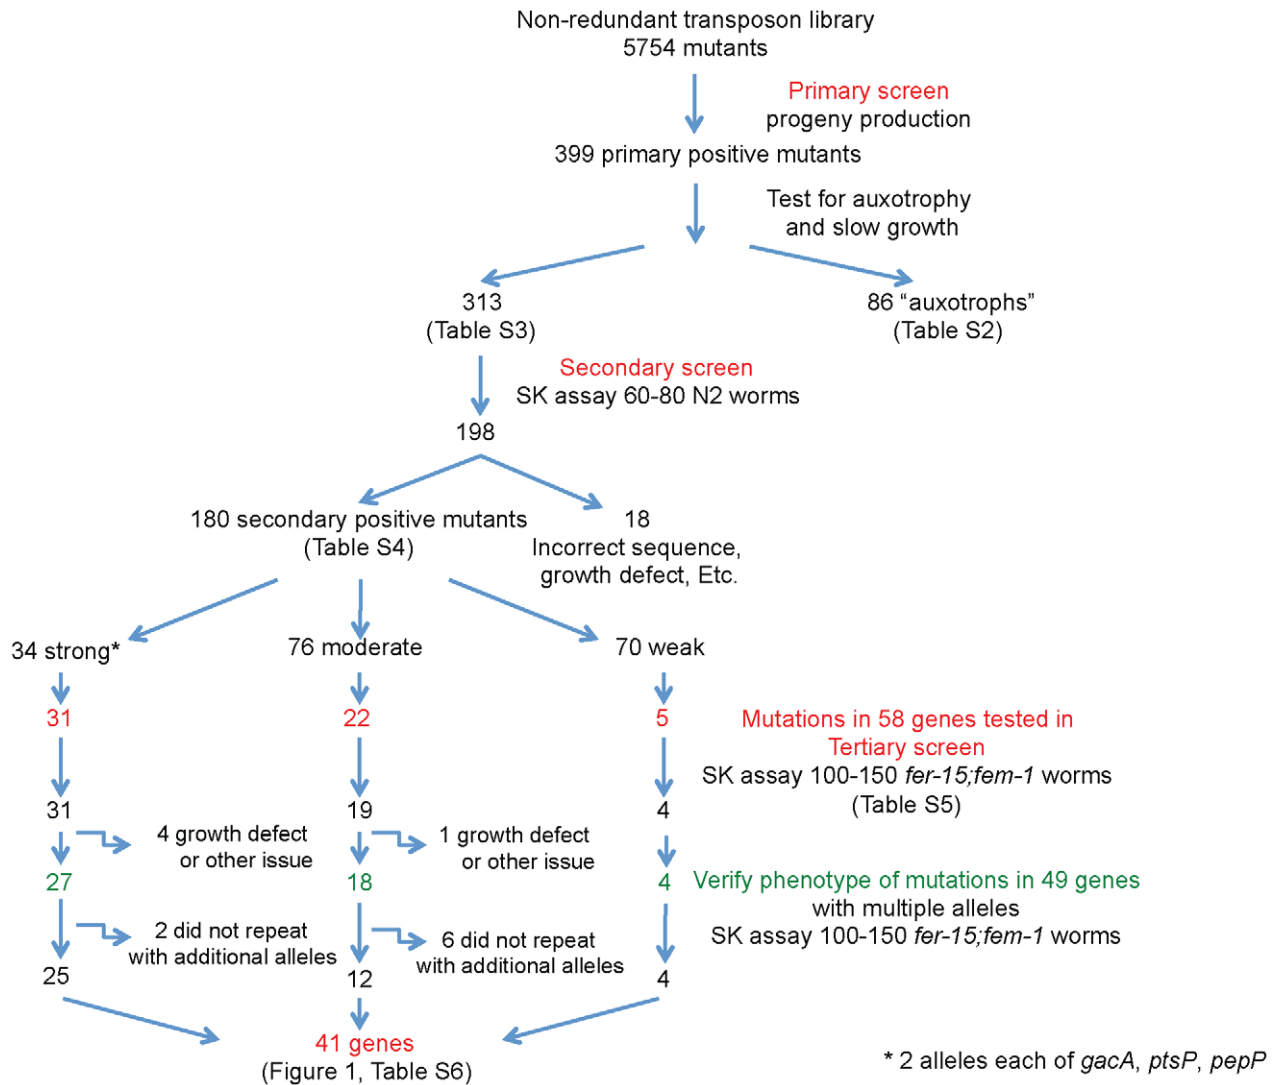 Non-redundant transposon library
5754 mutants
Primary screen
progeny production
399 primary positive mutants
Test for auxotrophy
and slow growth
313
(Table S3)
86 “auxotrophs”
(Table S2)
Secondary screen
SK assay 60-80 N2 worms
198
180 secondary positive mutants
(Table S4)
18
Incorrect sequence,
growth defect, Etc.
34 strong*
76 moderate
70 weak
31
22
5
Mutations in 58 genes tested in
Tertiary screen
SK assay 100-150 fer-15;fem-1 worms
(Table S5)
31
19
4
4 growth defect
or other issue
1 growth defect
or other issue
27
18
4
Verify phenotype of mutations in 49 genes
with multiple alleles
SK assay 100-150 fer-15;fem-1 worms
2 did not repeat
with additional alleles
6 did not repeat
with additional alleles
25
12
4
41 genes
(Figure 1, Table S6)
* 2 alleles each of gacA, ptsP, pepP